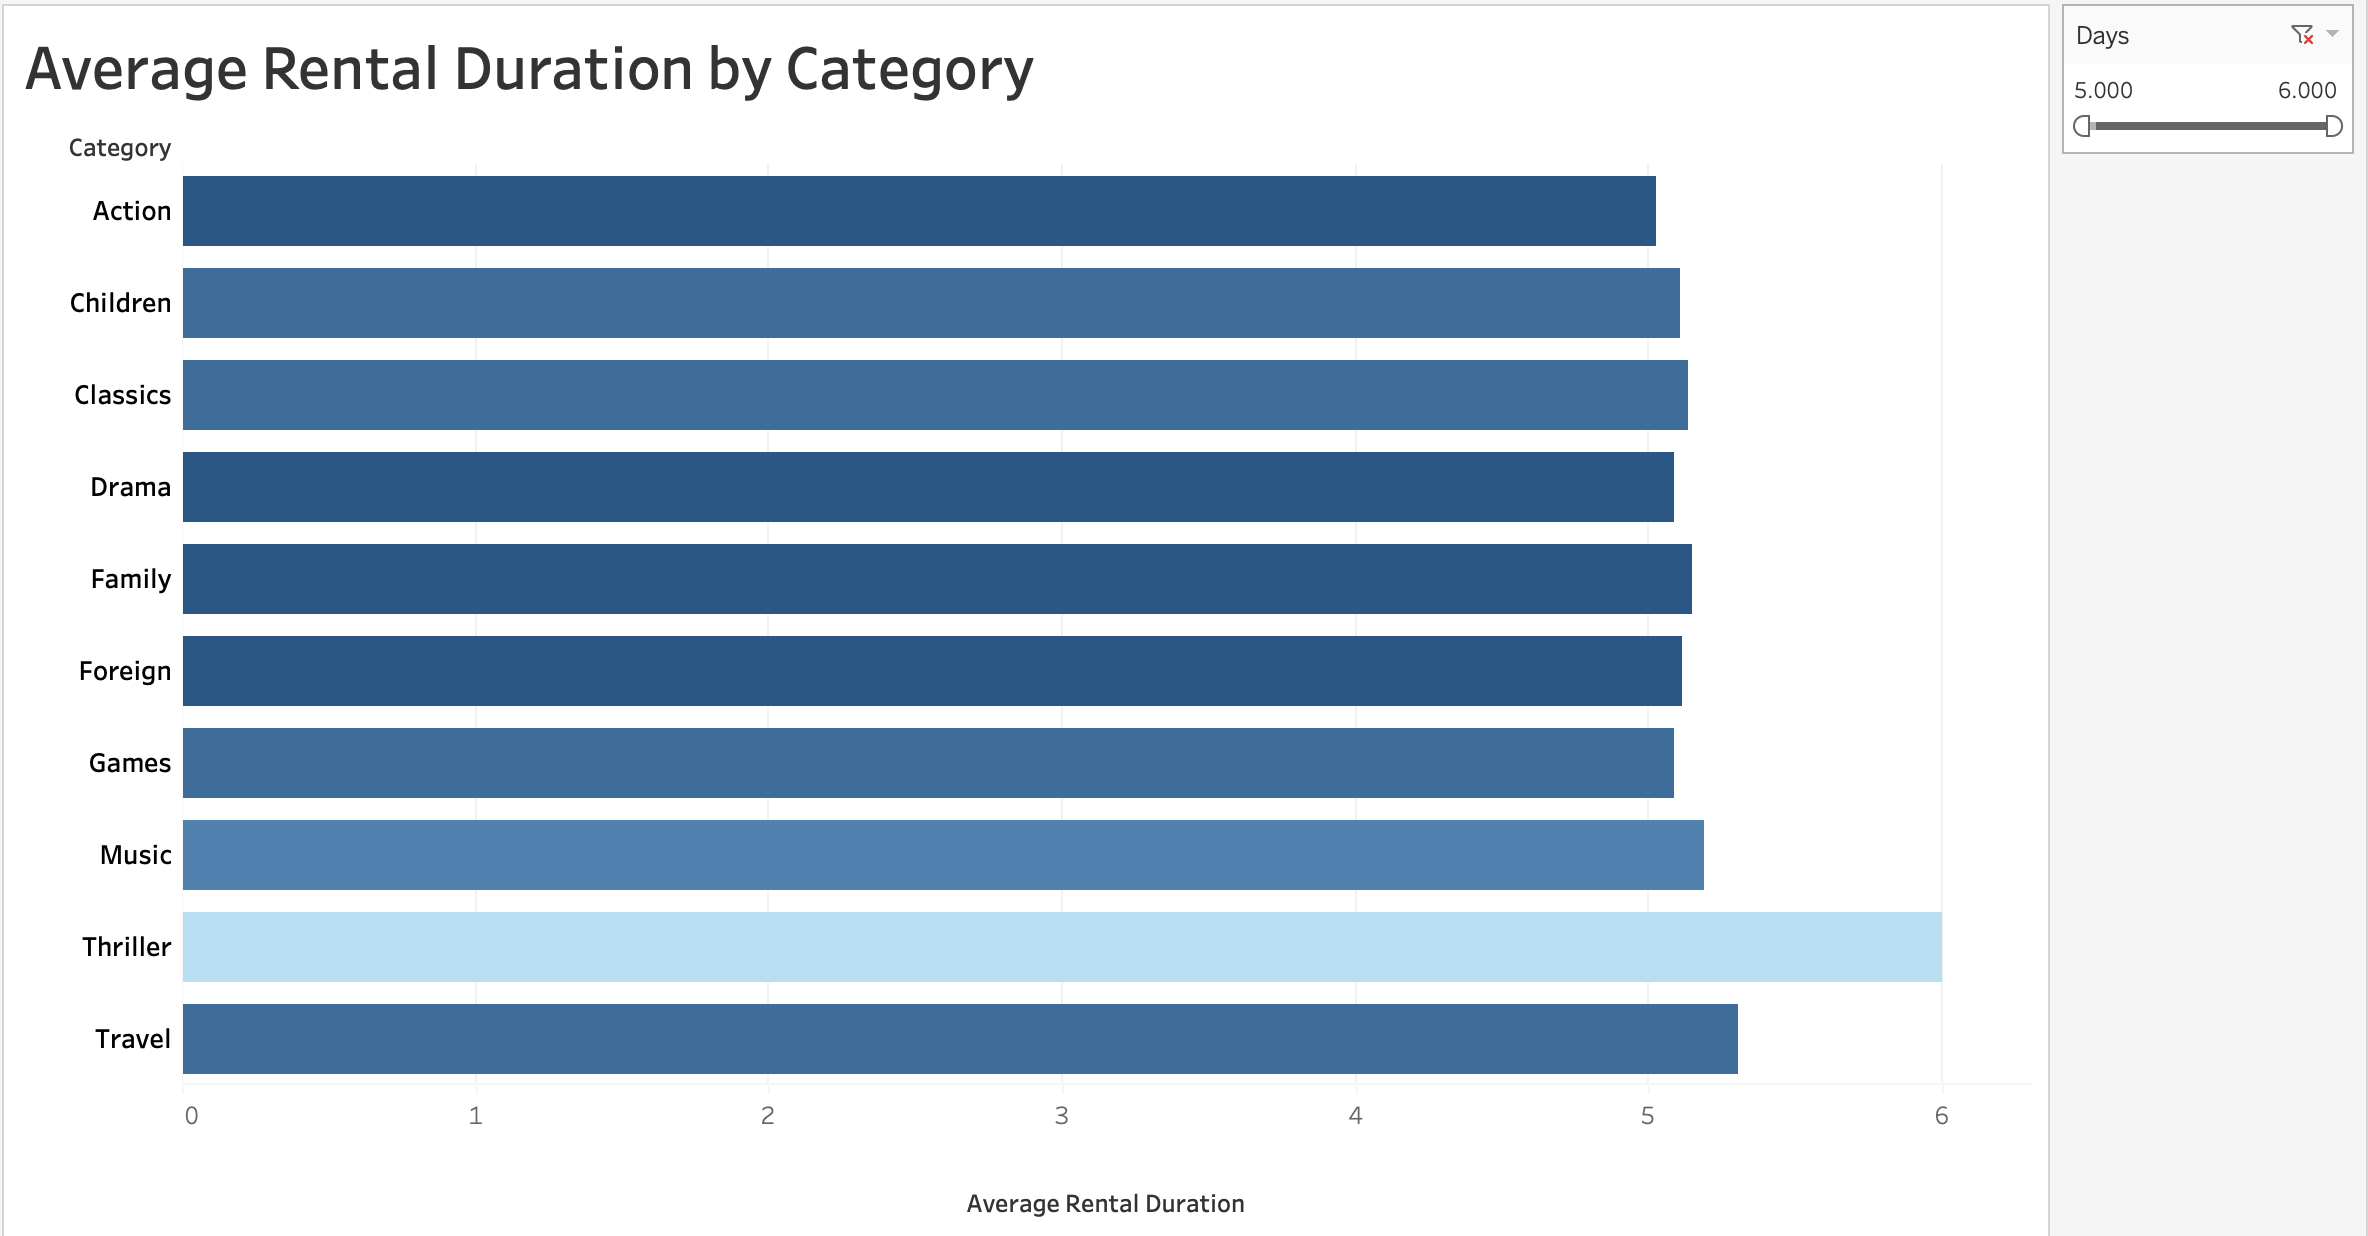 Average Rental Duration by Category
Days
5.000 6.000
Category
Action
Children
Classics
Drama
Family
Foreign
Games
Music
Thriller
Travel
0 1 2 3 4 5 6
Average Rental Duration